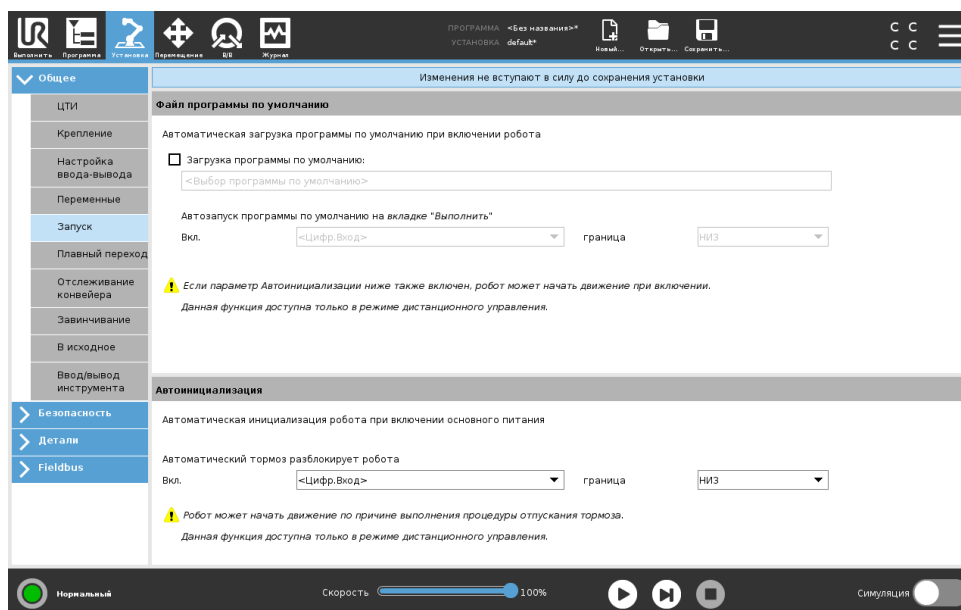 ПРОГРАММА <Без названия>*
УСТАНОВКА default*
Выполнить Программа Установка Перемещение В/В Журнал Новый... Открыть... Сохранить...
C C
C C
Общее
ЦТИ
Крепление
Настройка
ввода-вывода
Переменные
Запуск
Плавный переход
Отслеживание
конвейера
Завинчивание
В исходное
Ввод/вывод
инструмента
Безопасность
Детали
Fieldbus
Изменения не вступают в силу до сохранения установки
Файл программы по умолчанию
Автоматическая загрузка программы по умолчанию при включении робота
Загрузка программы по умолчанию:
<Выбор программы по умолчанию>
Автозапуск программы по умолчанию на вкладке "Выполнить"
Вкл. <Цифр.Вход> граница НИЗ
Если параметр Автоинициализации ниже также включен, робот может начать движение при включении.
Данная функция доступна только в режиме дистанционного управления.
Автоинициализация
Автоматическая инициализация робота при включении основного питания
Автоматический тормоз разблокирует робота
Вкл. <Цифр.Вход> граница НИЗ
Робот может начать движение по причине выполнения процедуры отпускания тормоза.
Данная функция доступна только в режиме дистанционного управления.
Нормальный Скорость 100% Симуляция